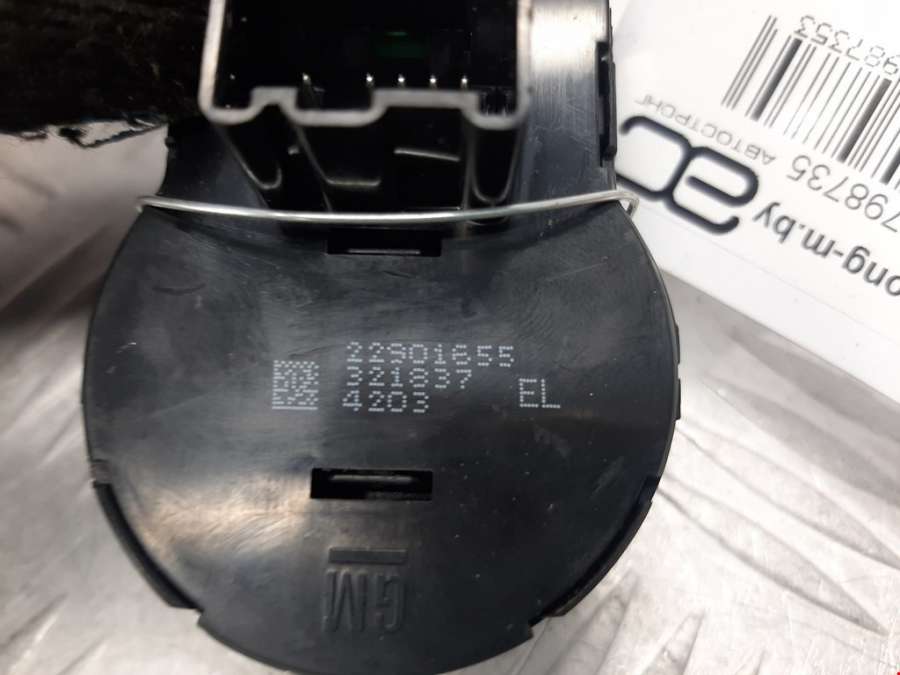 22901655
321837
4203
EL
GM
987353
798735
АВТОСТРОНГ
ong-m.by